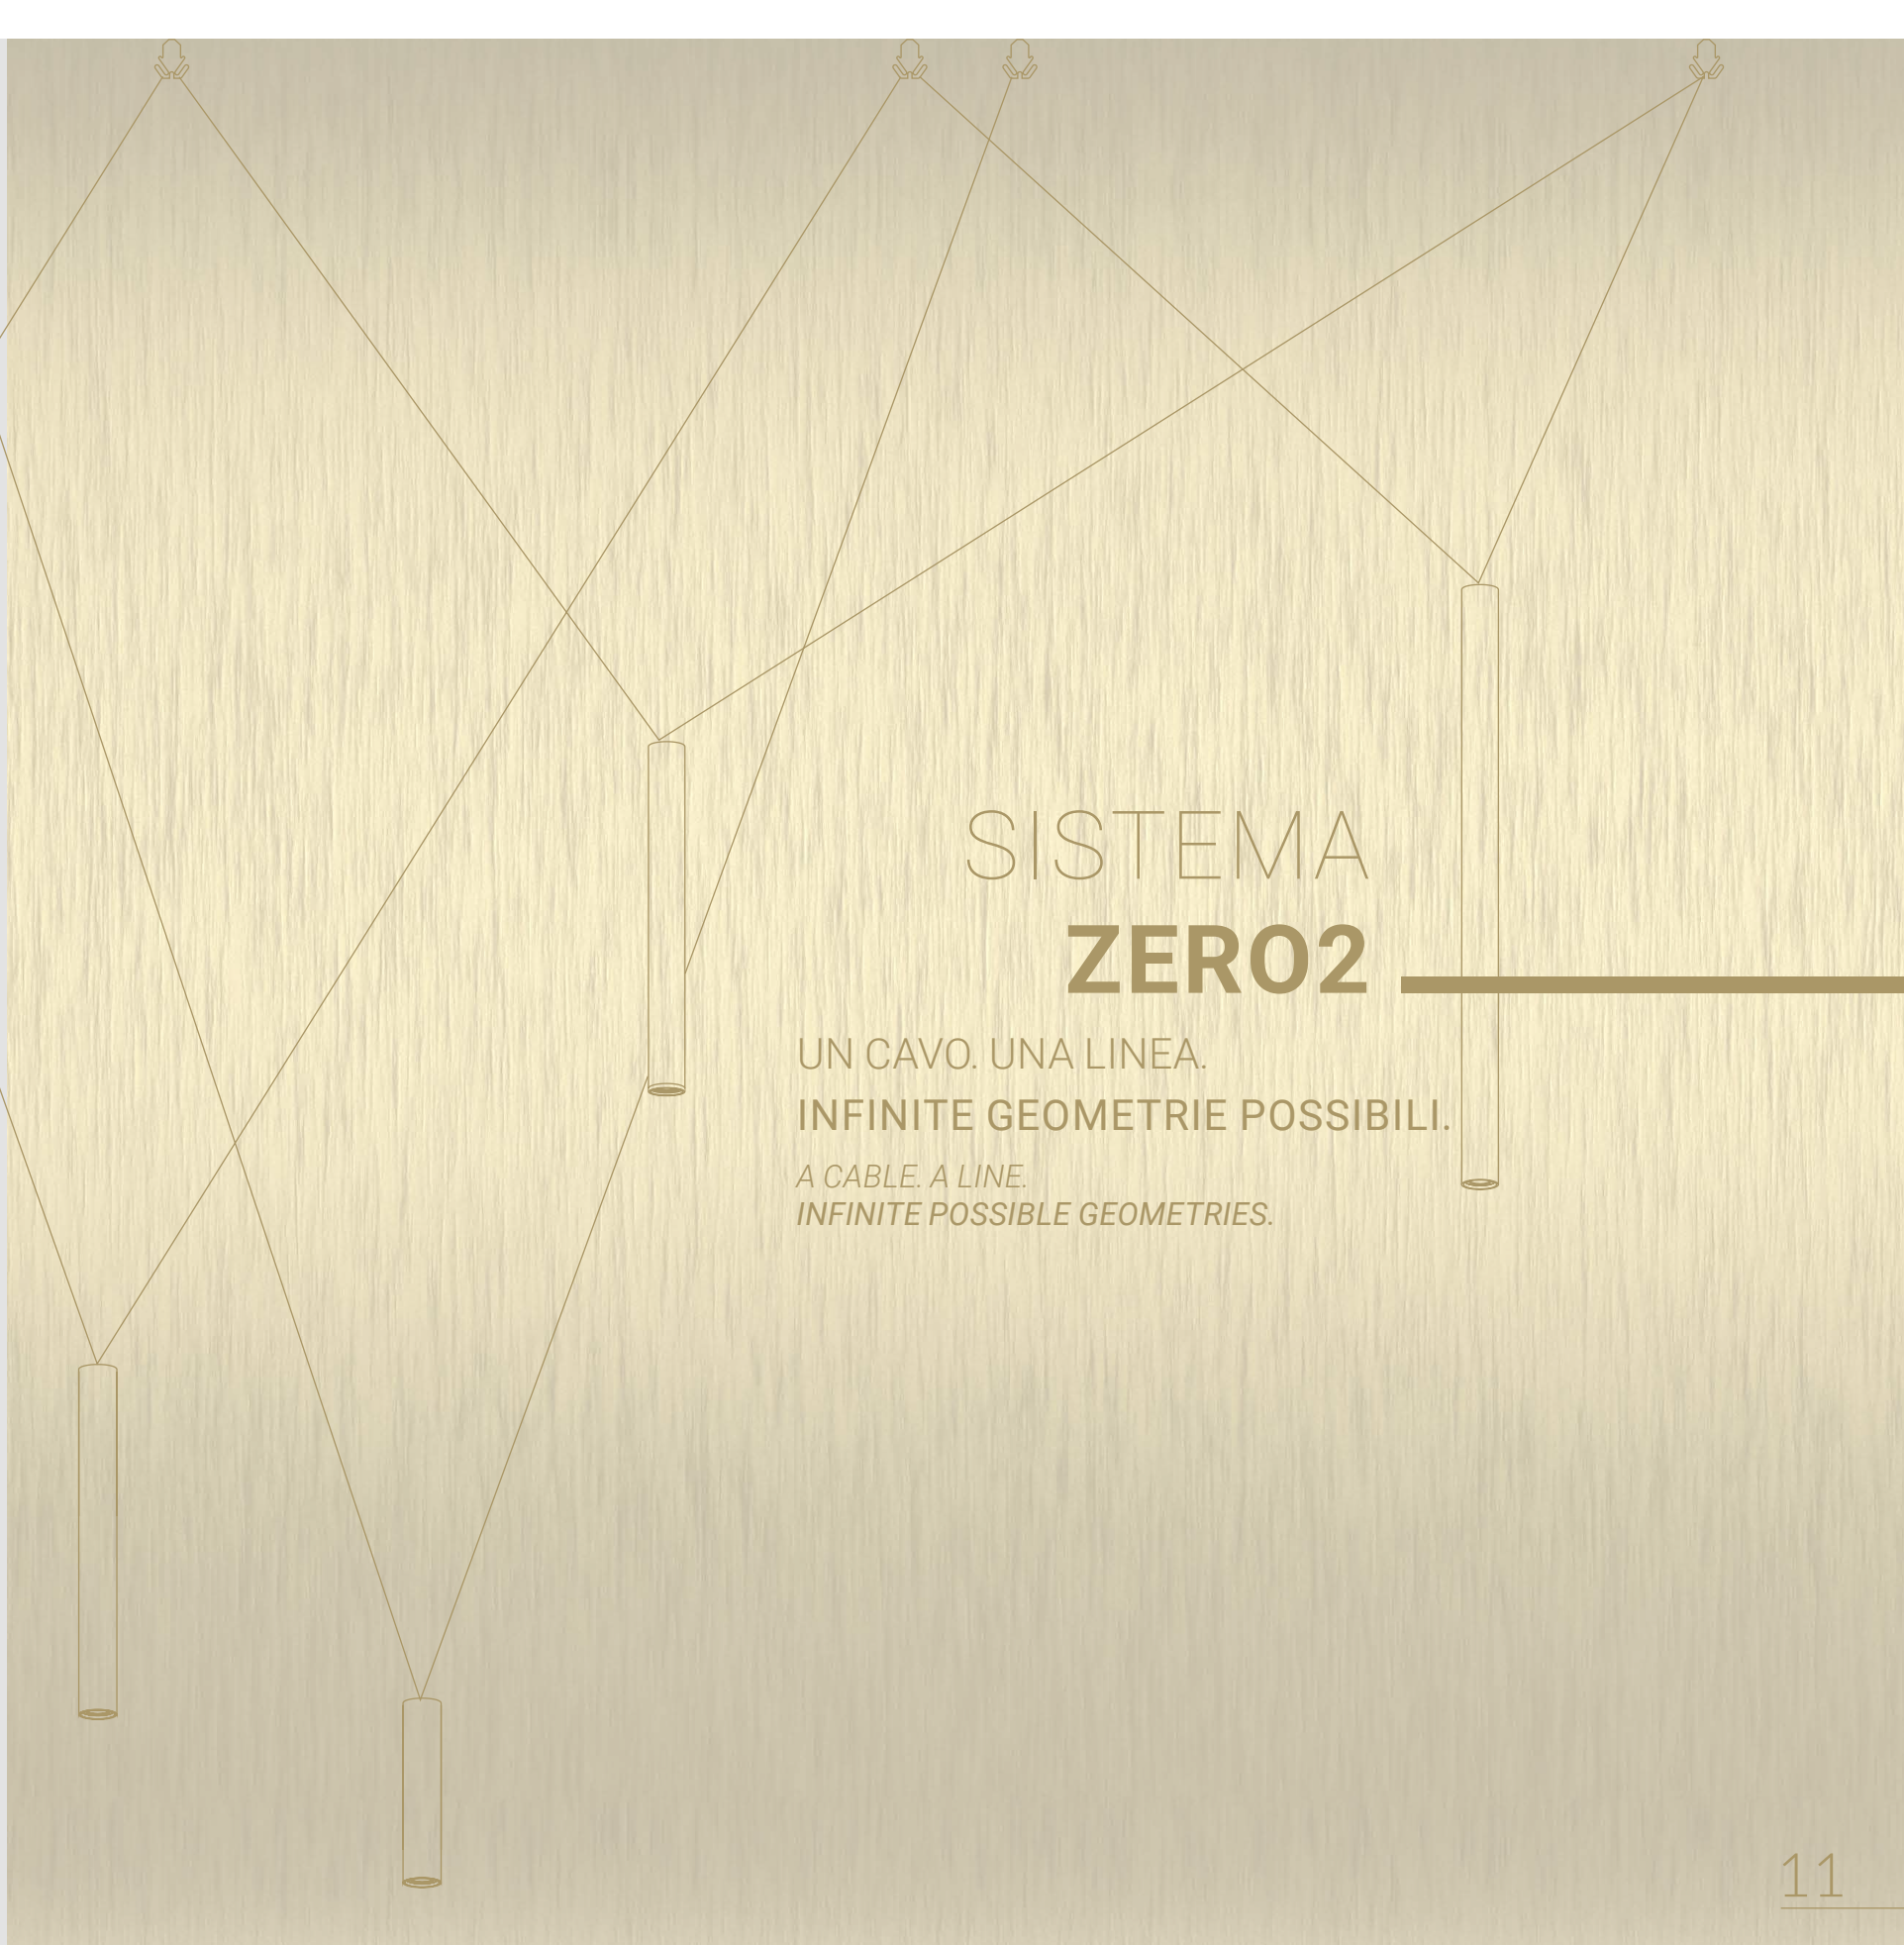 SISTEMA
ZERO2
UN CAVO. UNA LINEA.
INFINITE GEOMETRIE POSSIBILI.
A CABLE. A LINE.
INFINITE POSSIBLE GEOMETRIES.
11